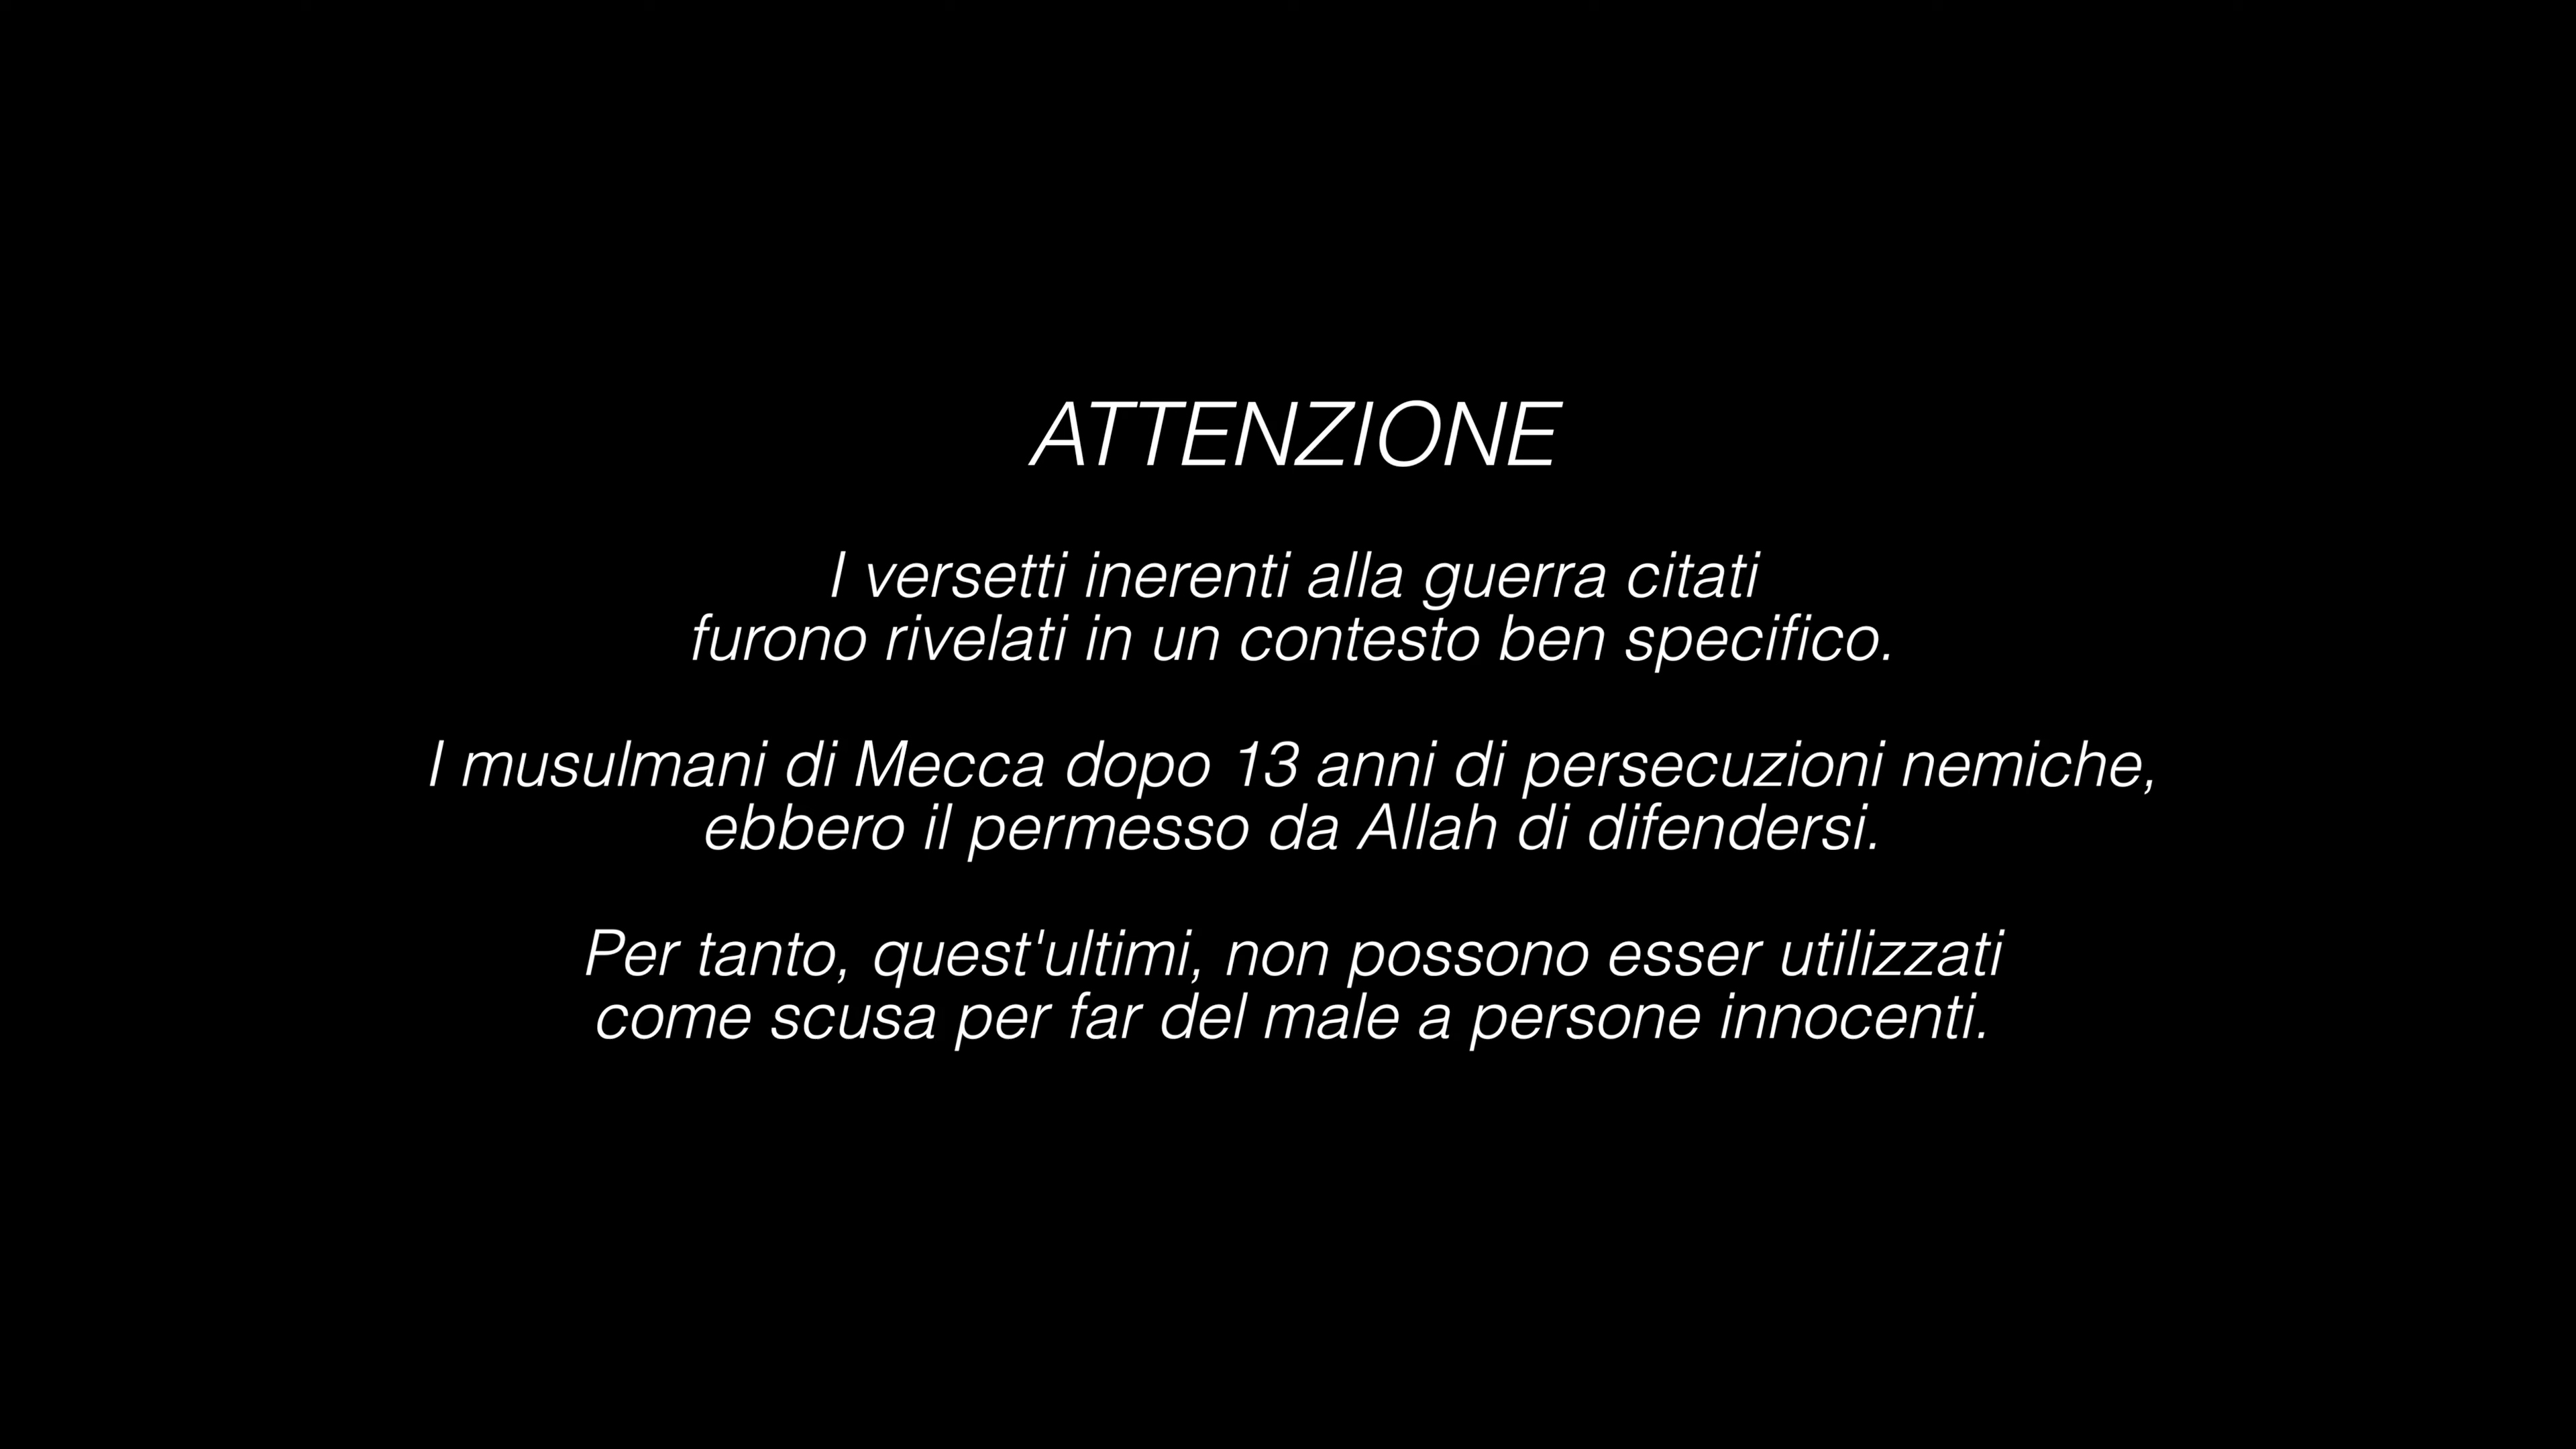 ATTENZIONE
I versetti inerenti alla guerra citati
furono rivelati in un contesto ben specifico.
I musulmani di Mecca dopo 13 anni di persecuzioni nemiche,
ebbero il permesso da Allah di difendersi.
Per tanto, quest'ultimi, non possono esser utilizzati
come scusa per far del male a persone innocenti.